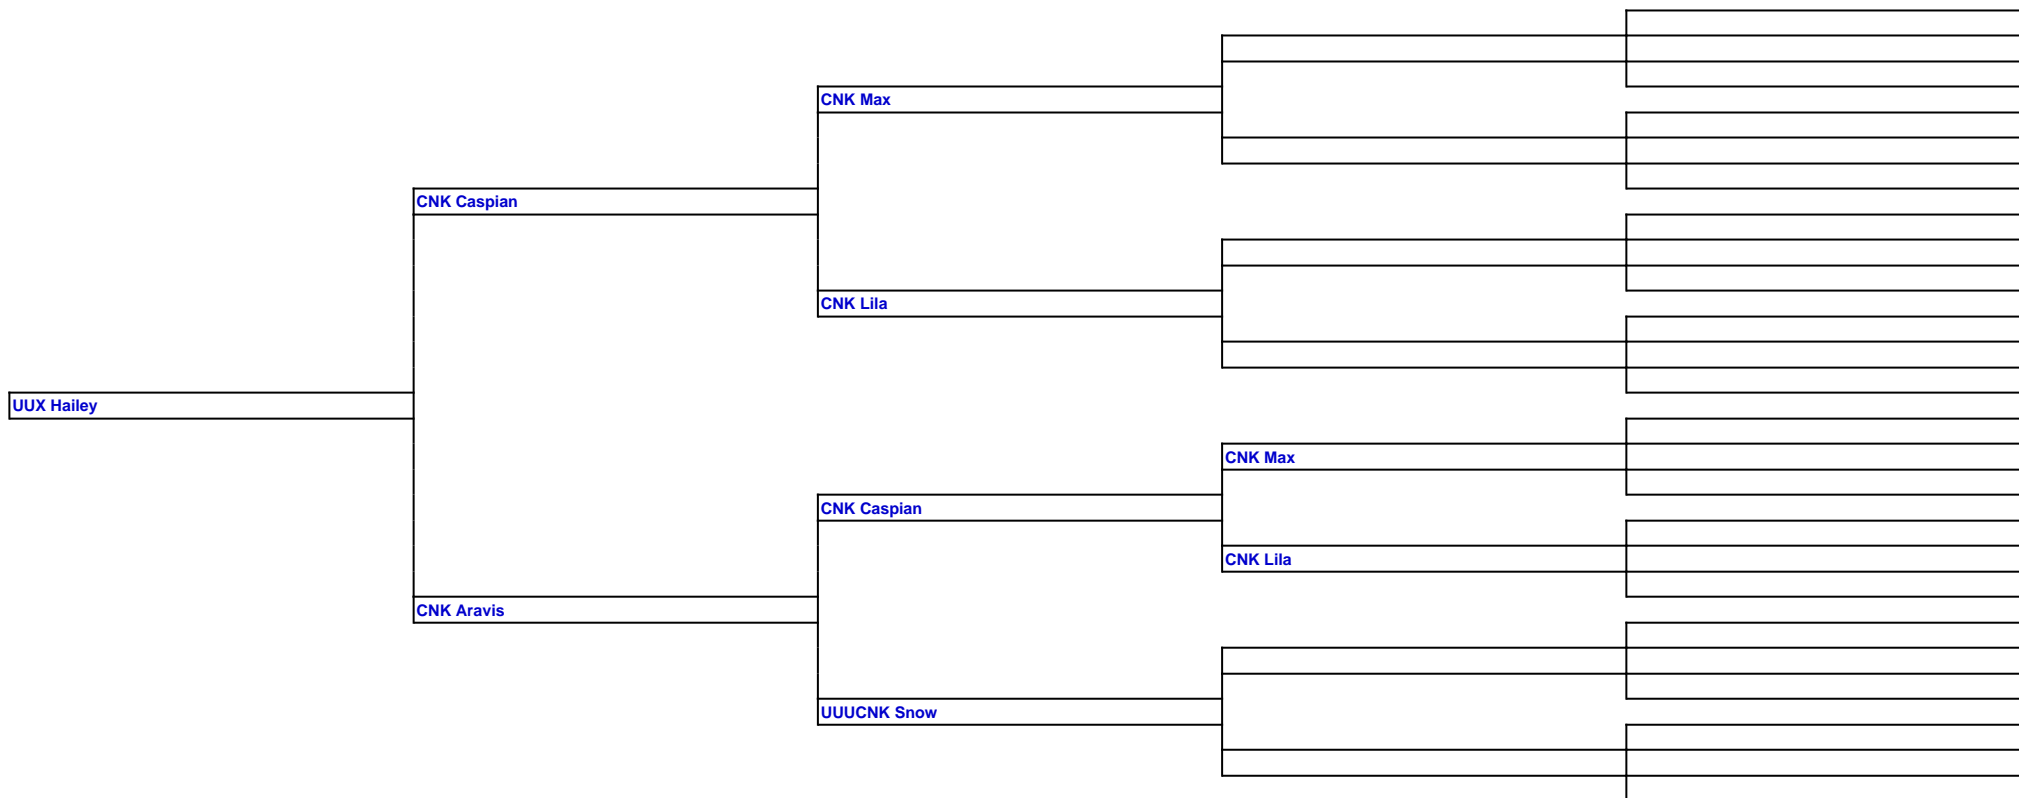 CNK Max
CNK Caspian
CNK Lila
UUX Hailey
CNK Max
CNK Caspian
CNK Lila
CNK Aravis
UUUCNK Snow